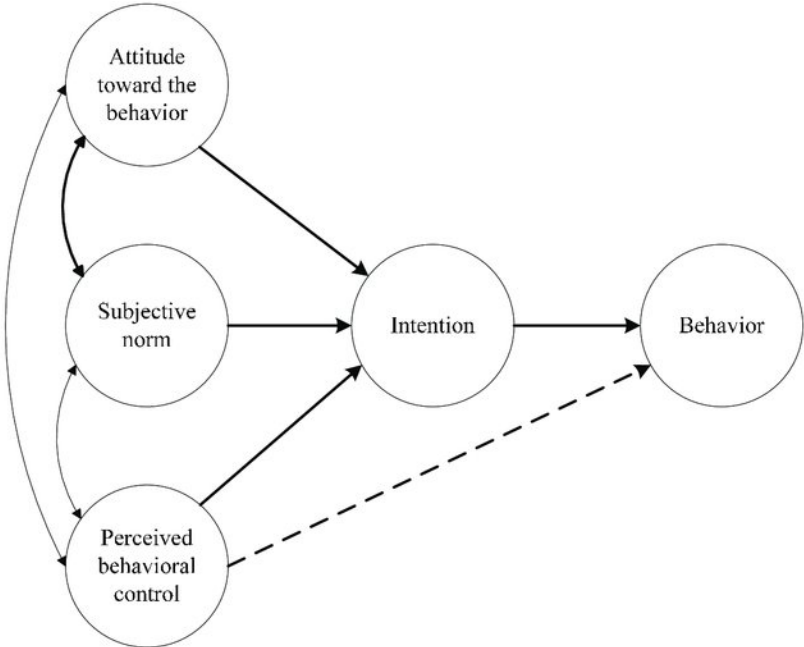 Attitude
toward the
behavior
Subjective
norm
Intention
Behavior
Perceived
behavioral
control